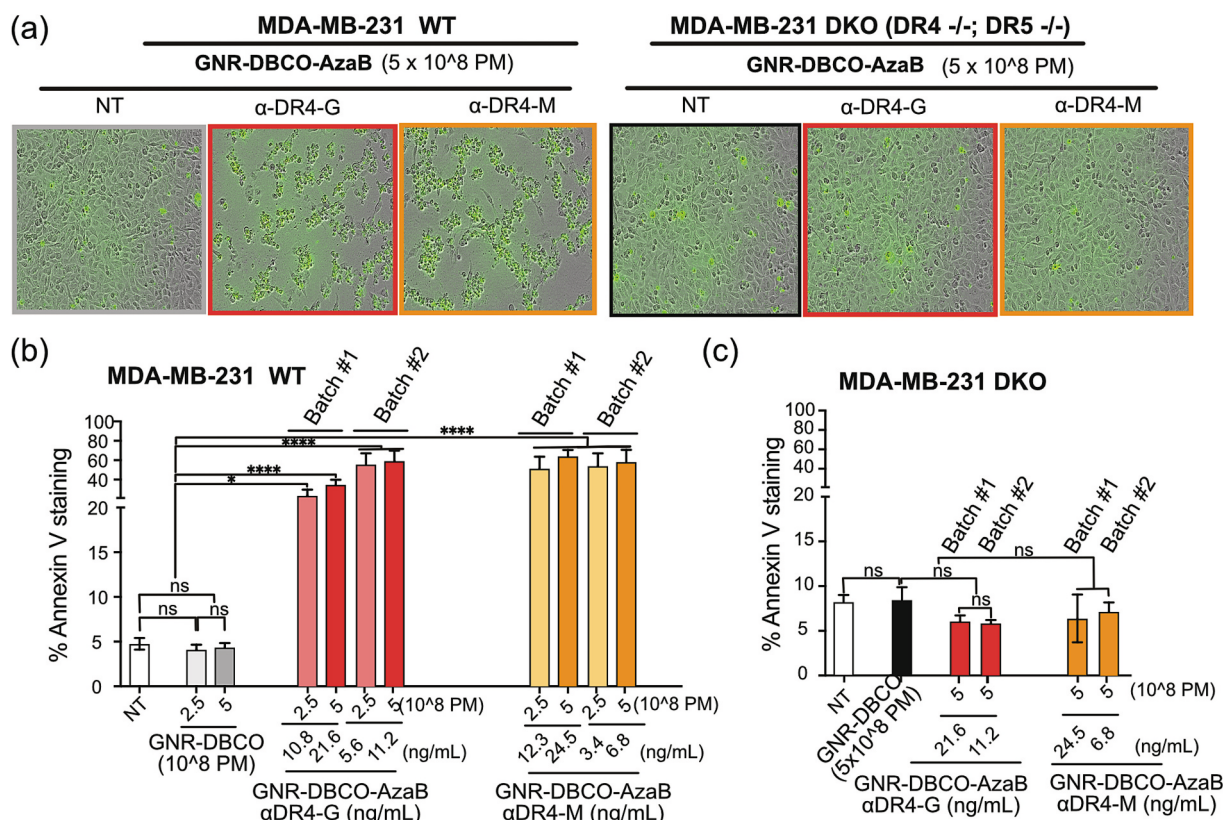 (a)
MDA-MB-231 WT
GNR-DBCO-AzaB (5 x 10^8 PM)
NT α-DR4-G α-DR4-M
MDA-MB-231 DKO (DR4 -/-; DR5 -/-)
GNR-DBCO-AzaB (5 x 10^8 PM)
NT α-DR4-G α-DR4-M
(b)
MDA-MB-231 WT
Batch #1
Batch #2
Batch #1
Batch #2
% Annexin V staining
100
80
60
40
20
15
10
5
0
****
****
****
*
ns
ns ns
NT 2.5 5 2.5 5 2.5 5 (10^8 PM) 2.5 5 2.5 5 (10^8 PM)
GNR-DBCO
(10^8 PM)
10.8 21.6 5.6 11.2 (ng/mL) 12.3 24.5 3.4 6.8 (ng/mL)
GNR-DBCO-AzaB
αDR4-G (ng/mL)
GNR-DBCO-AzaB
αDR4-M (ng/mL)
(c)
MDA-MB-231 DKO
Batch #1
Batch #2
Batch #1
Batch #2
% Annexin V staining
100
80
60
40
20
15
10
5
0
ns
ns ns
ns
NT
GNR-DBCO
(5x10^8 PM)
5 5 5 5 (10^8 PM)
21.6 11.2 24.5 6.8 (ng/mL)
GNR-DBCO-AzaB
αDR4-G (ng/mL)
GNR-DBCO-AzaB
αDR4-M (ng/mL)